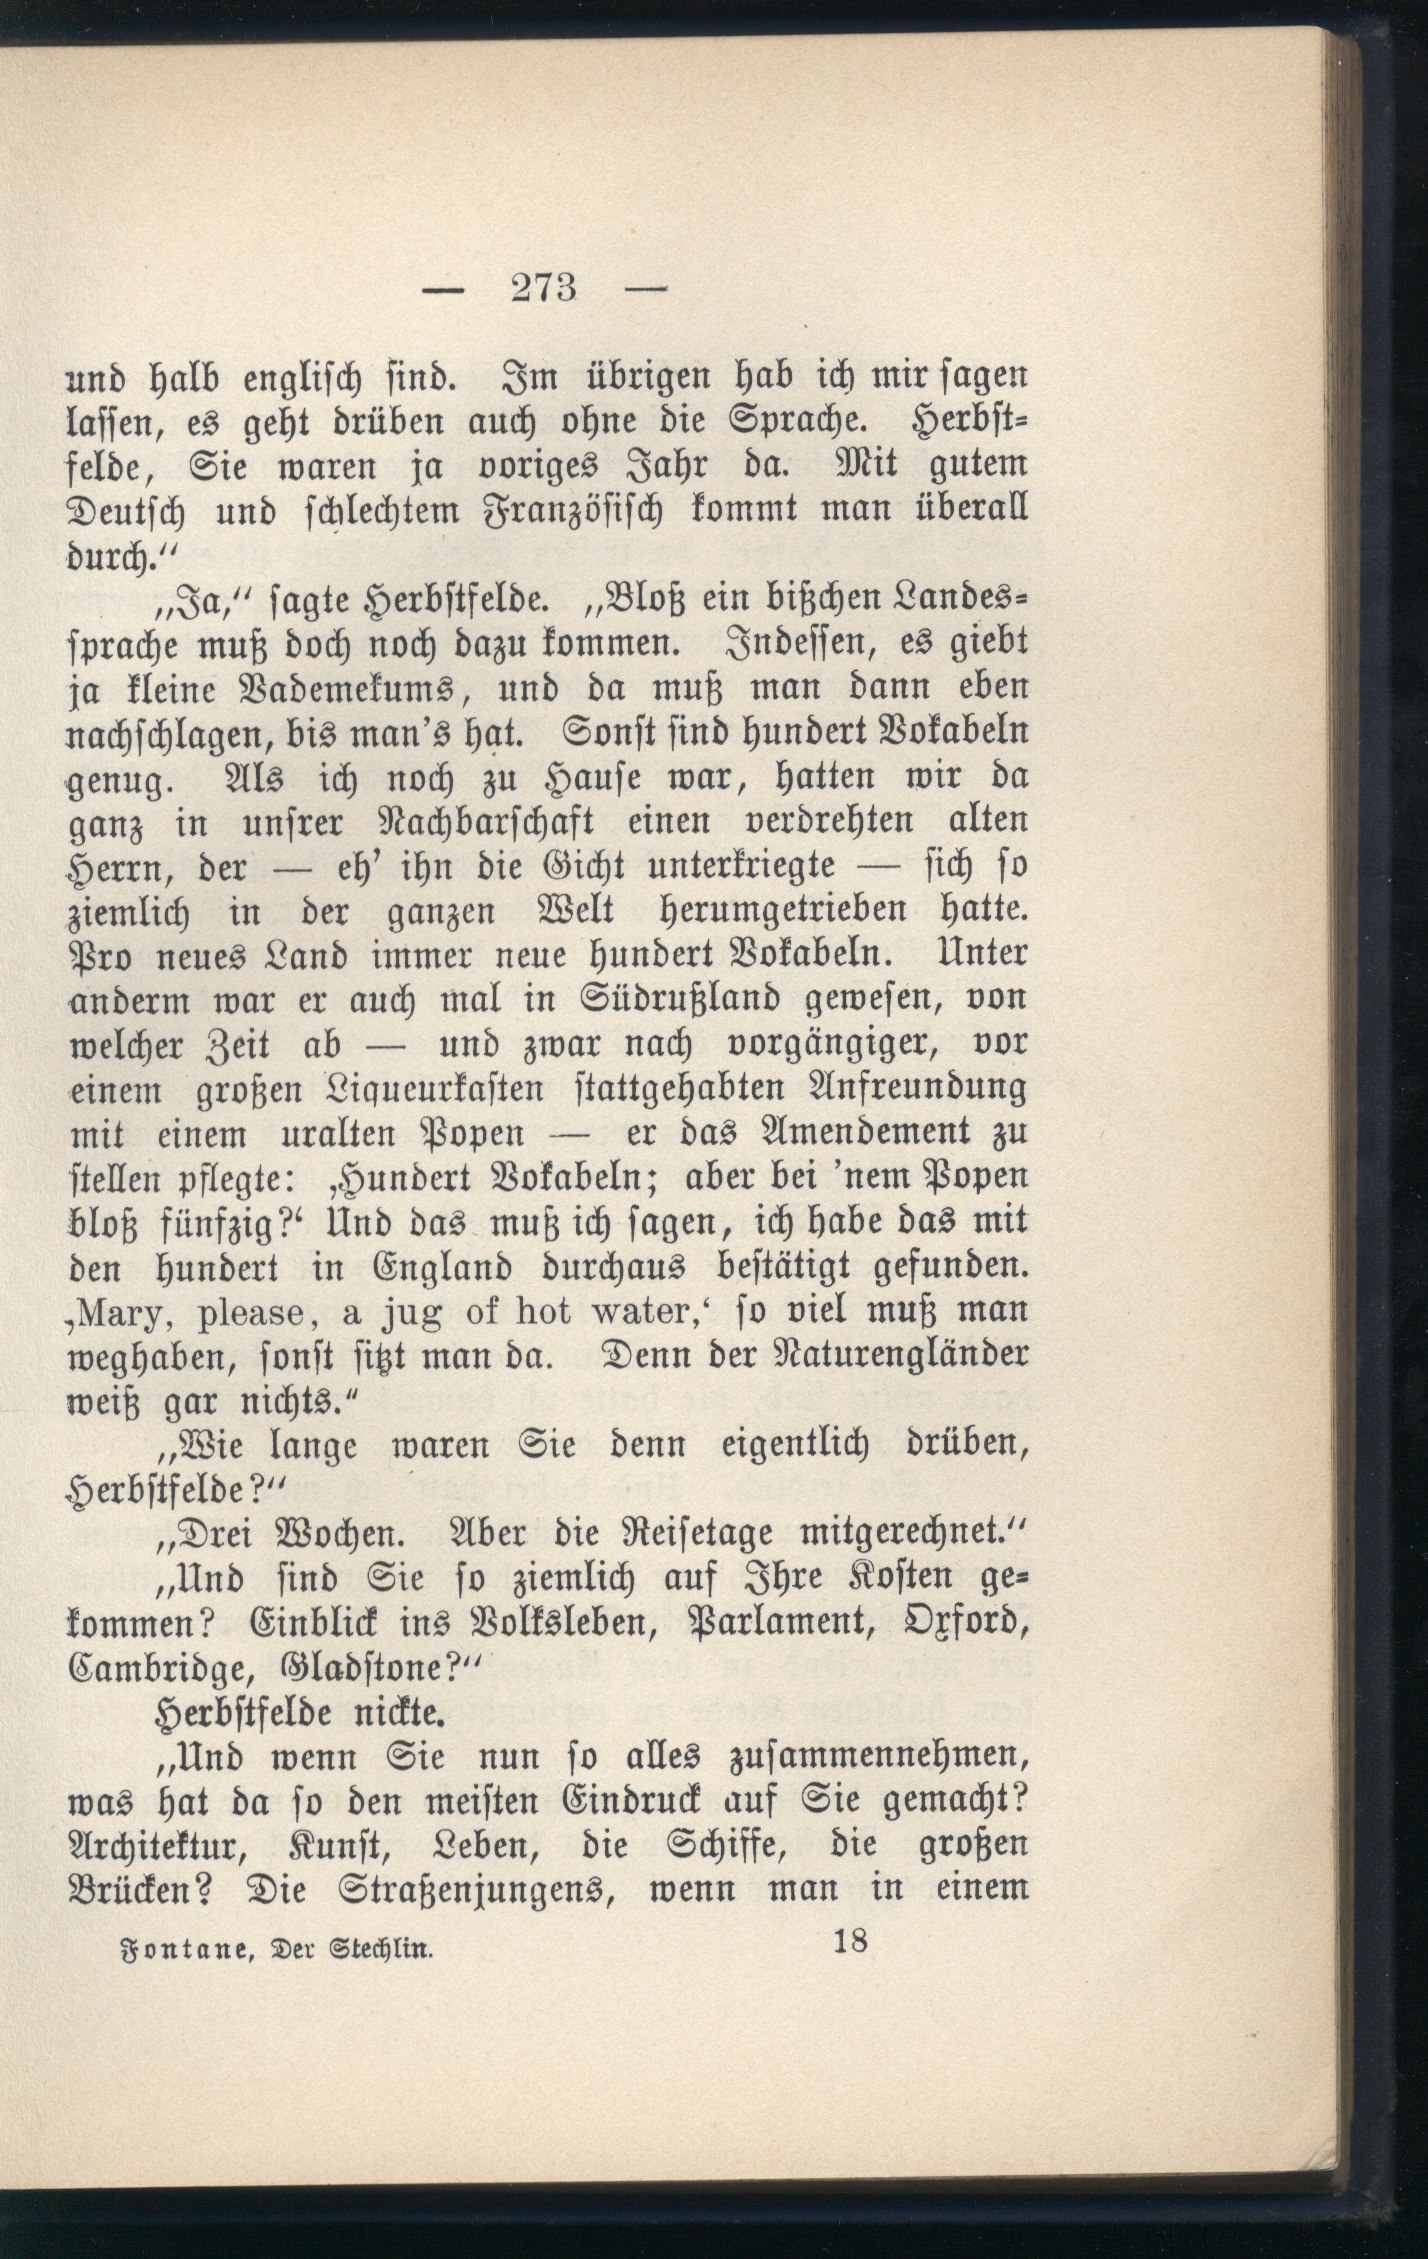 — 273 —
und halb englisch sind. Im übrigen hab ich mir sagen
lassen, es geht drüben auch ohne die Sprache. Herbst-
felde, Sie waren ja voriges Jahr da. Mit gutem
Deutsch und schlechtem Französisch kommt man überall
durch.“
„Ja,“ sagte Herbstfelde. „Bloß ein bißchen Landes-
sprache muß doch noch dazu kommen. Indessen, es giebt
ja kleine Vademekums, und da muß man dann eben
nachschlagen, bis man’s hat. Sonst sind hundert Vokabeln
genug. Als ich noch zu Hause war, hatten wir da
ganz in unsrer Nachbarschaft einen verdrehten alten
Herrn, der — eh’ ihn die Gicht unterkriegte — sich so
ziemlich in der ganzen Welt herumgetrieben hatte.
Pro neues Land immer neue hundert Vokabeln. Unter
anderm war er auch mal in Südrußland gewesen, von
welcher Zeit ab — und zwar nach vorgängiger, vor
einem großen Liqueurkasten stattgehabten Anfreundung
mit einem uralten Popen — er das Amendement zu
stellen pflegte: ‚Hundert Vokabeln; aber bei ’nem Popen
bloß fünfzig?‘ Und das muß ich sagen, ich habe das mit
den hundert in England durchaus bestätigt gefunden.
‚Mary, please, a jug of hot water,‘ so viel muß man
weghaben, sonst sitzt man da. Denn der Naturengländer
weiß gar nichts.“
„Wie lange waren Sie denn eigentlich drüben,
Herbstfelde?“
„Drei Wochen. Aber die Reisetage mitgerechnet.“
„Und sind Sie so ziemlich auf Ihre Kosten ge-
kommen? Einblick ins Volksleben, Parlament, Oxford,
Cambridge, Gladstone?“
Herbstfelde nickte.
„Und wenn Sie nun so alles zusammennehmen,
was hat da so den meisten Eindruck auf Sie gemacht?
Architektur, Kunst, Leben, die Schiffe, die großen
Brücken? Die Straßenjungens, wenn man in einem
Fontane, Der Stechlin. 18